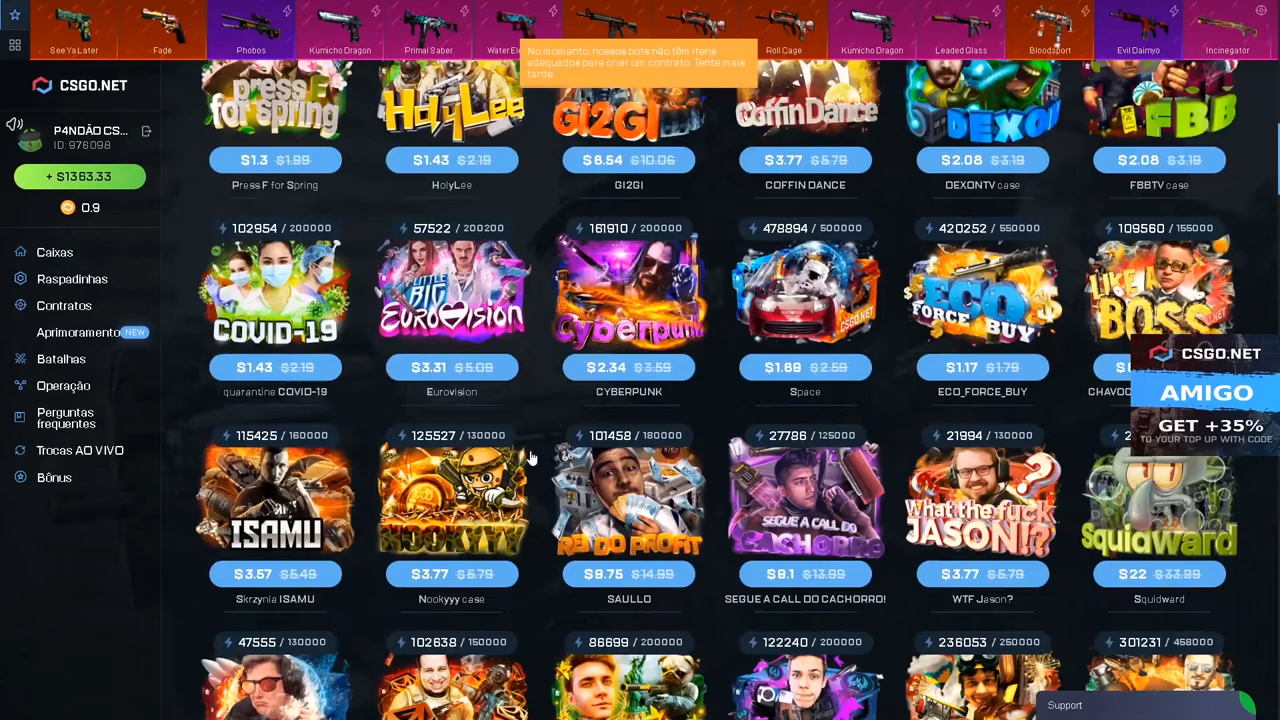 See Ya Later
Fade
Phobos
Kumicho Dragon
Primal Saber
Roll Cage
Kumicho Dragon
Leaded Glass
Bloodsport
Evil Daimyo
Incinegator
No momento, nossos bots não têm itens
adequados para criar um contrato. Tente mais
tarde.
CSGO.NET
P4NDÃO CS...
ID: 976098
+ $1363.33
0.9
Caixas
Raspadinhas
Contratos
Aprimoramento NEW
Batalhas
Operação
Perguntas
frequentes
Trocas AO VIVO
Bônus
press F
for spring
HolyLee
GI2GI
CoffinDance
DEXON
FBB
$1.3 $1.99
$1.43 $2.19
$6.54 $10.06
$3.77 $5.79
$2.08 $3.19
$2.08 $3.19
Press F for Spring
HolyLee
GI2GI
COFFIN DANCE
DEXONTV case
FBBTV case
102954 / 200000
57522 / 200200
161910 / 200000
478894 / 500000
420252 / 550000
109560 / 155000
COVID-19
LITTLE
BIG
EUROVISION
Cyberpunk
CSGO.NET
ECO
FORCE BUY
LIKE A
BOSS
$1.43 $2.19
$3.31 $5.09
$2.34 $3.59
$1.69 $2.59
$1.17 $1.79
quarantine COVID-19
Eurovision
CYBERPUNK
Space
ECO_FORCE_BUY
CSGO.NET
AMIGO
GET +35%
TO YOUR TOP UP WITH CODE
115425 / 160000
125527 / 130000
101458 / 180000
27786 / 125000
21994 / 130000
ISAMU
NOOKYYY
REI DO PROFIT
SEGUE A CALL DO
CACHORRO
What the fuck
JASON!?
Squidward
$3.57 $5.49
$3.77 $5.79
$9.75 $14.99
$9.1 $13.99
$3.77 $5.79
$22 $33.99
Skrzynia ISAMU
Nookyyy case
SAULLO
SEGUE A CALL DO CACHORRO!
WTF Jason?
Squidward
47555 / 130000
102638 / 150000
86699 / 200000
122240 / 200000
236053 / 250000
301231 / 458000
Support